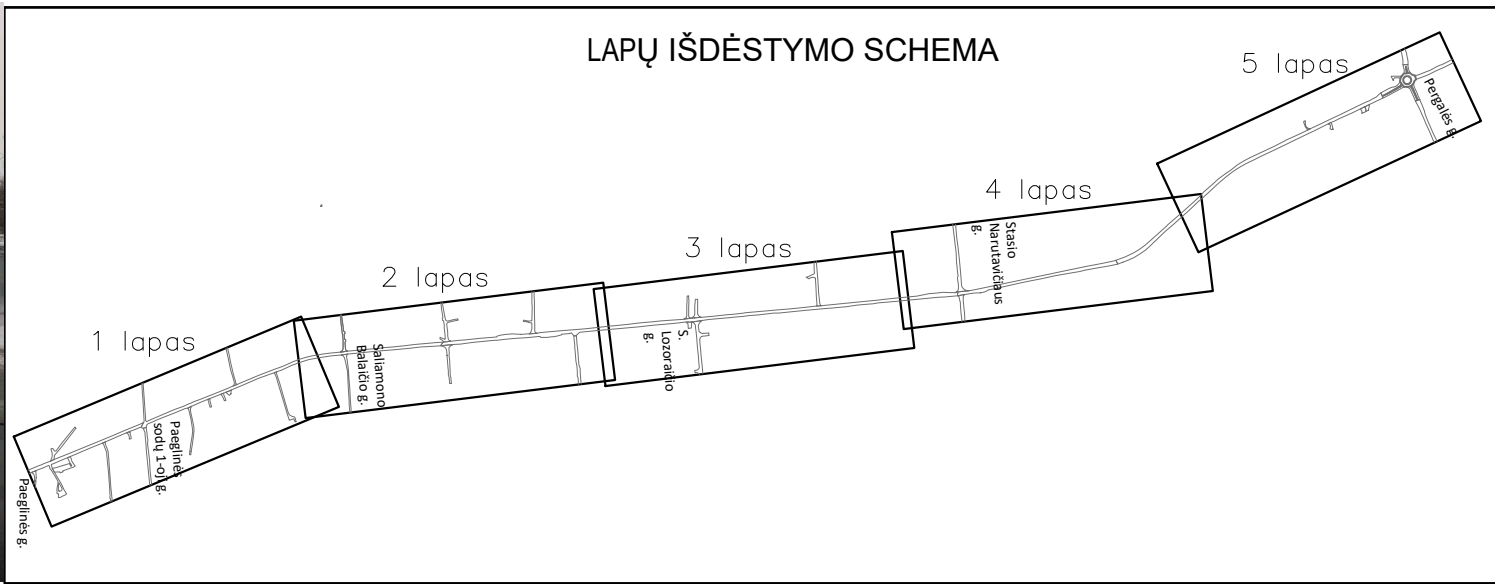 LAPŲ IŠDĖSTYMO SCHEMA
5 lapas
Pergalės g.
4 lapas
Stasio
Narutavičiaus
g.
3 lapas
S.
Lozoraičio
g.
2 lapas
Saliamono
Balaičio g.
1 lapas
Paeglinės
sodų 1-oji g.
Paeglinės g.